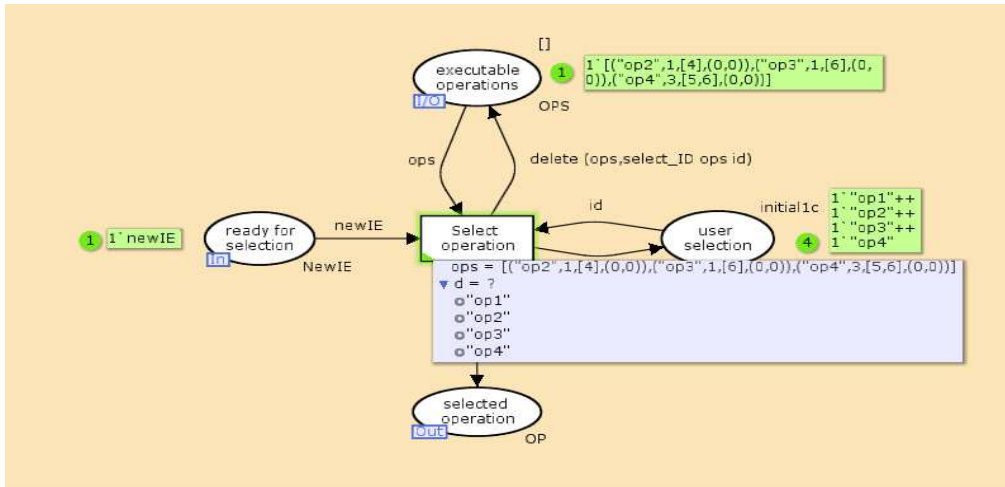 []
executable
operations
I/O
1
1`[("op2",1,[4],(0,0)),("op3",1,[6],(0,
0)),("op4",3,[5,6],(0,0))]
OPS
ops
delete (ops,select_ID ops id)
1
1`newIE
ready for
selection
In
NewIE
newIE
Select
operation
id
user
selection
initial1c
4
1`"op1"++
1`"op2"++
1`"op3"++
1`"op4"
ops = [("op2",1,[4],(0,0)),("op3",1,[6],(0,0)),("op4",3,[5,6],(0,0))]
d = ?
"op1"
"op2"
"op3"
"op4"
selected
operation
Out
OP